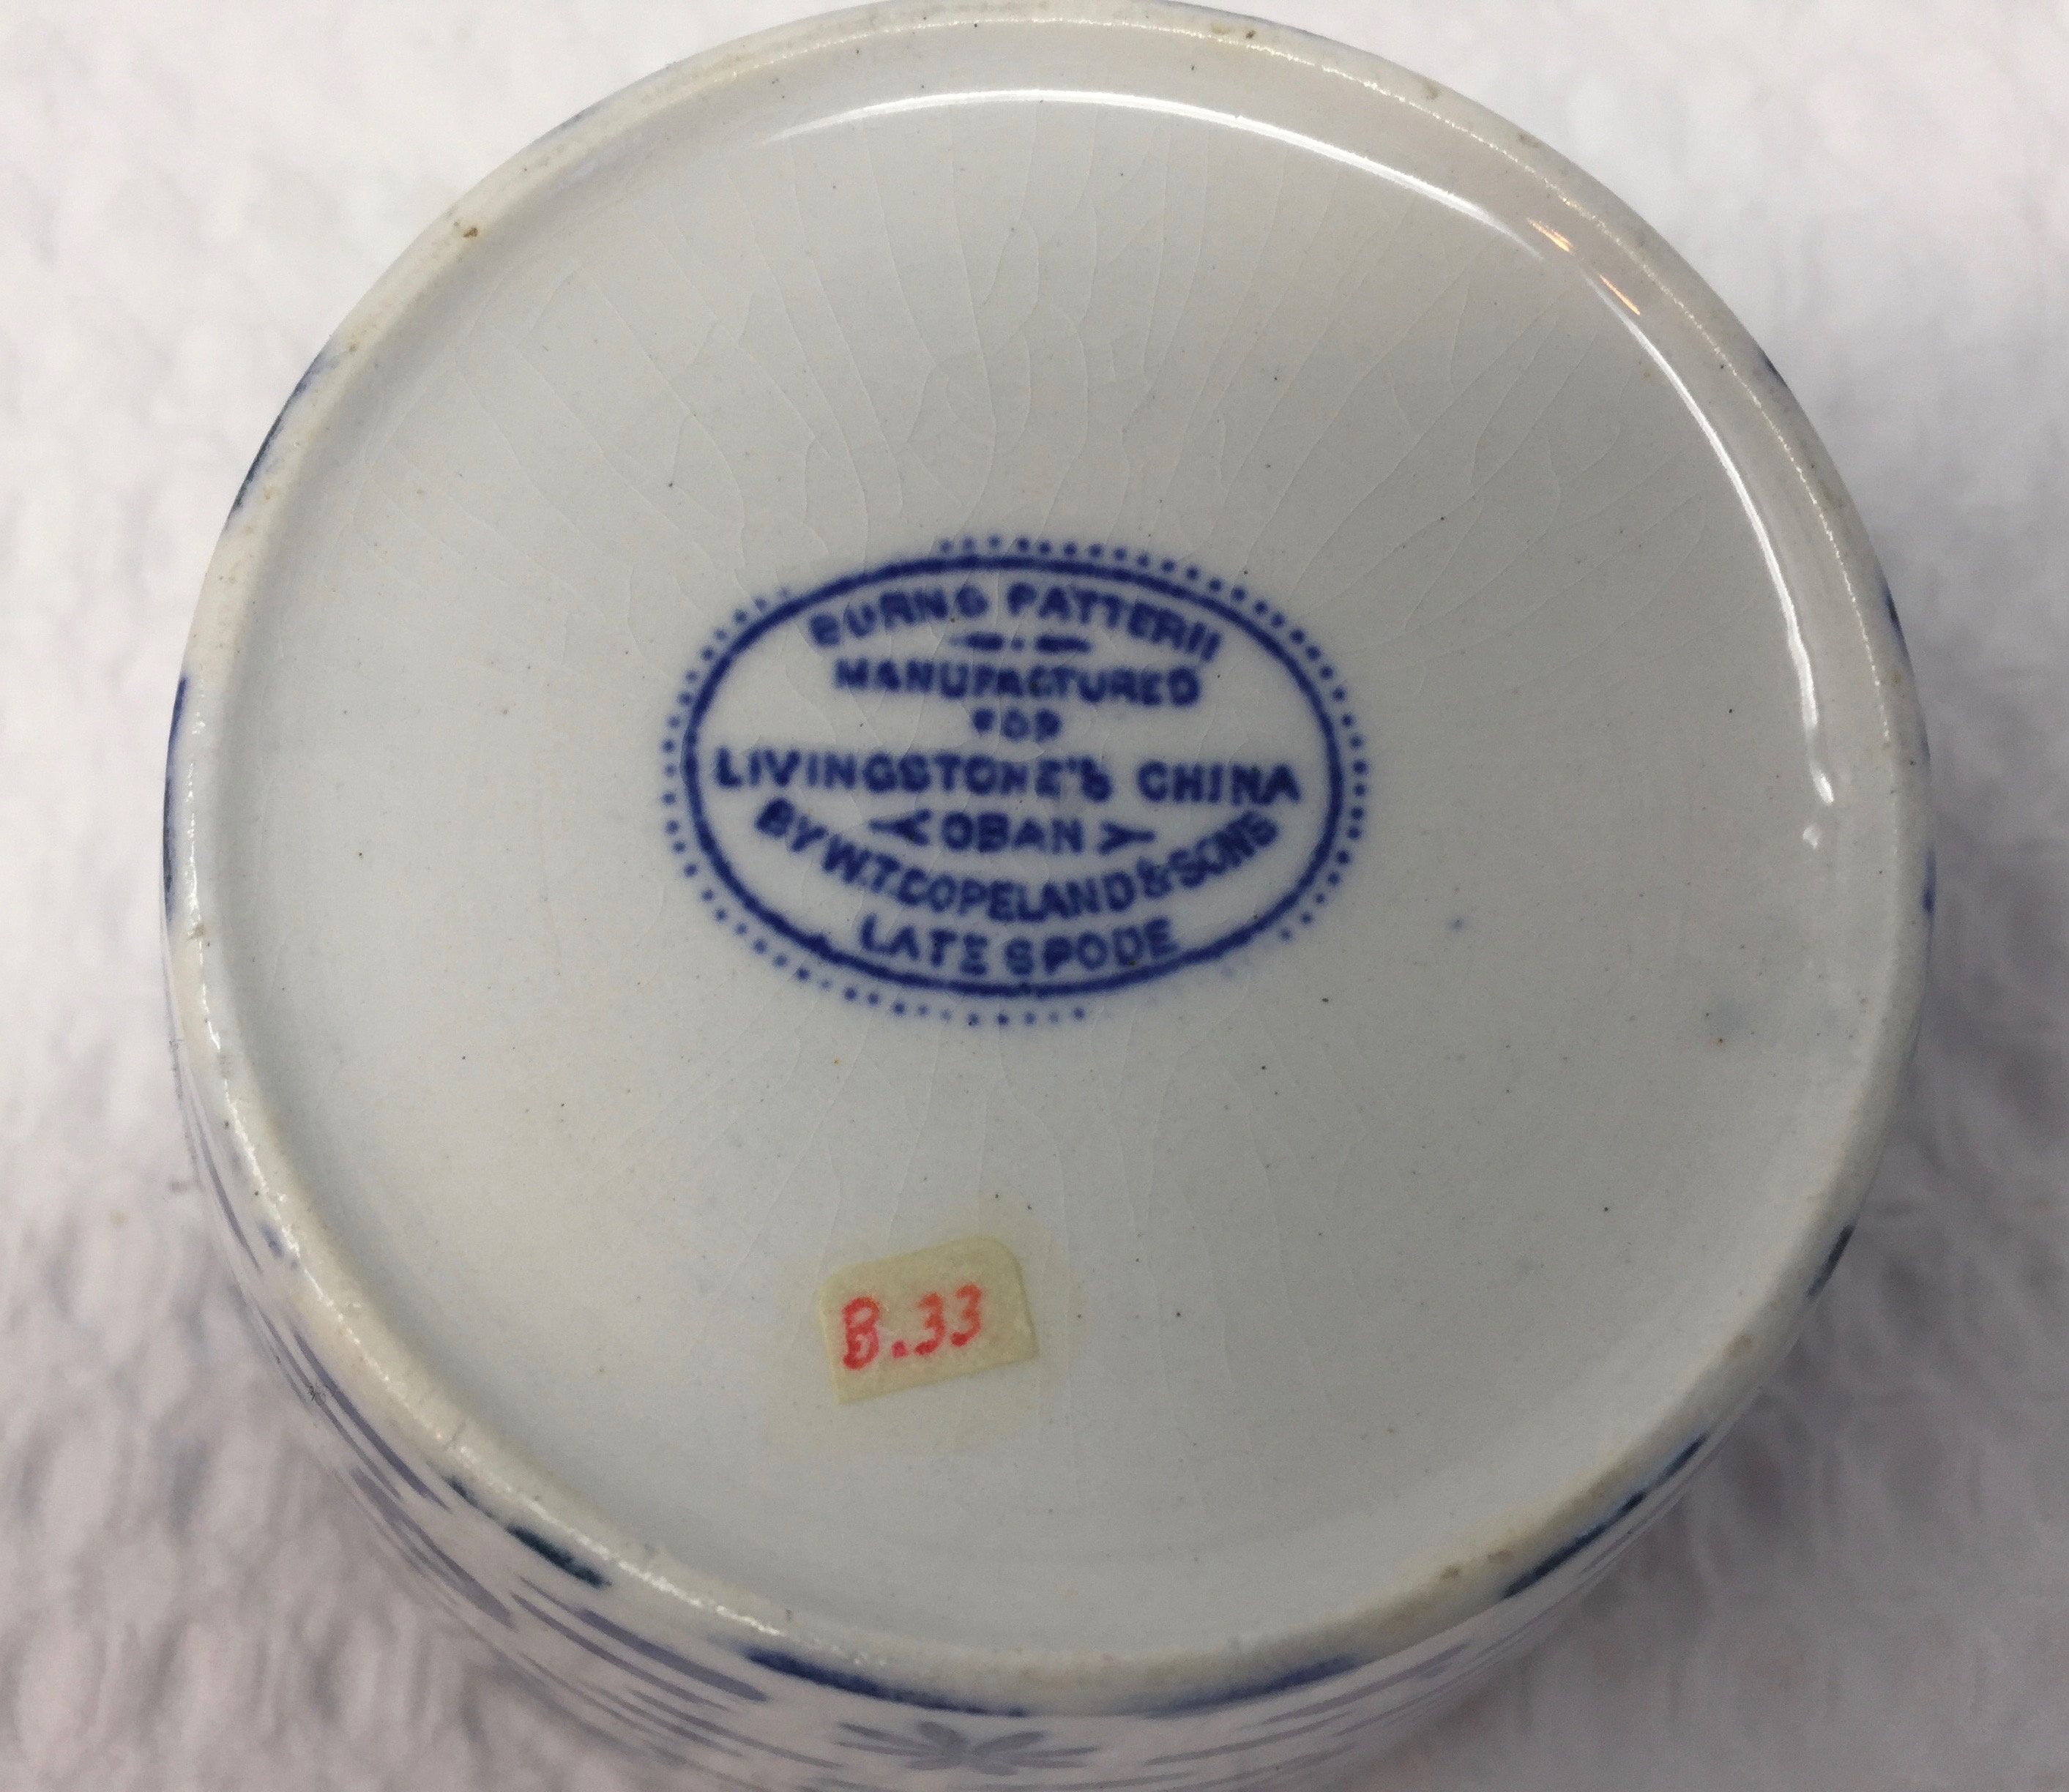 BURNS PATTERN
MANUFACTURED
FOR
LIVINGSTONE'S CHINA
OBAN
BY W.T. COPELAND & SONS
LATE SPODE
B.33